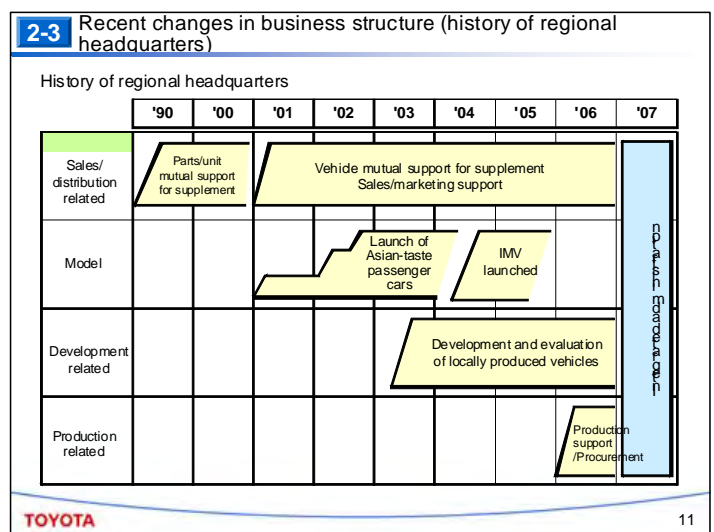 2-3 Recent changes in business structure (history of regional
headquarters)
History of regional headquarters
'90 '00 '01 '02 '03 '04 '05 '06 '07
Sales/
distribution
related
Parts/unit
mutual support
for supplement
Vehicle mutual support for supplement
Sales/marketing support
Model
Launch of
Asian-taste
passenger
cars
IMV
launched
Development
related
Development and evaluation
of locally produced vehicles
Production
related
Production
support
/Procurement
TOYOTA
11